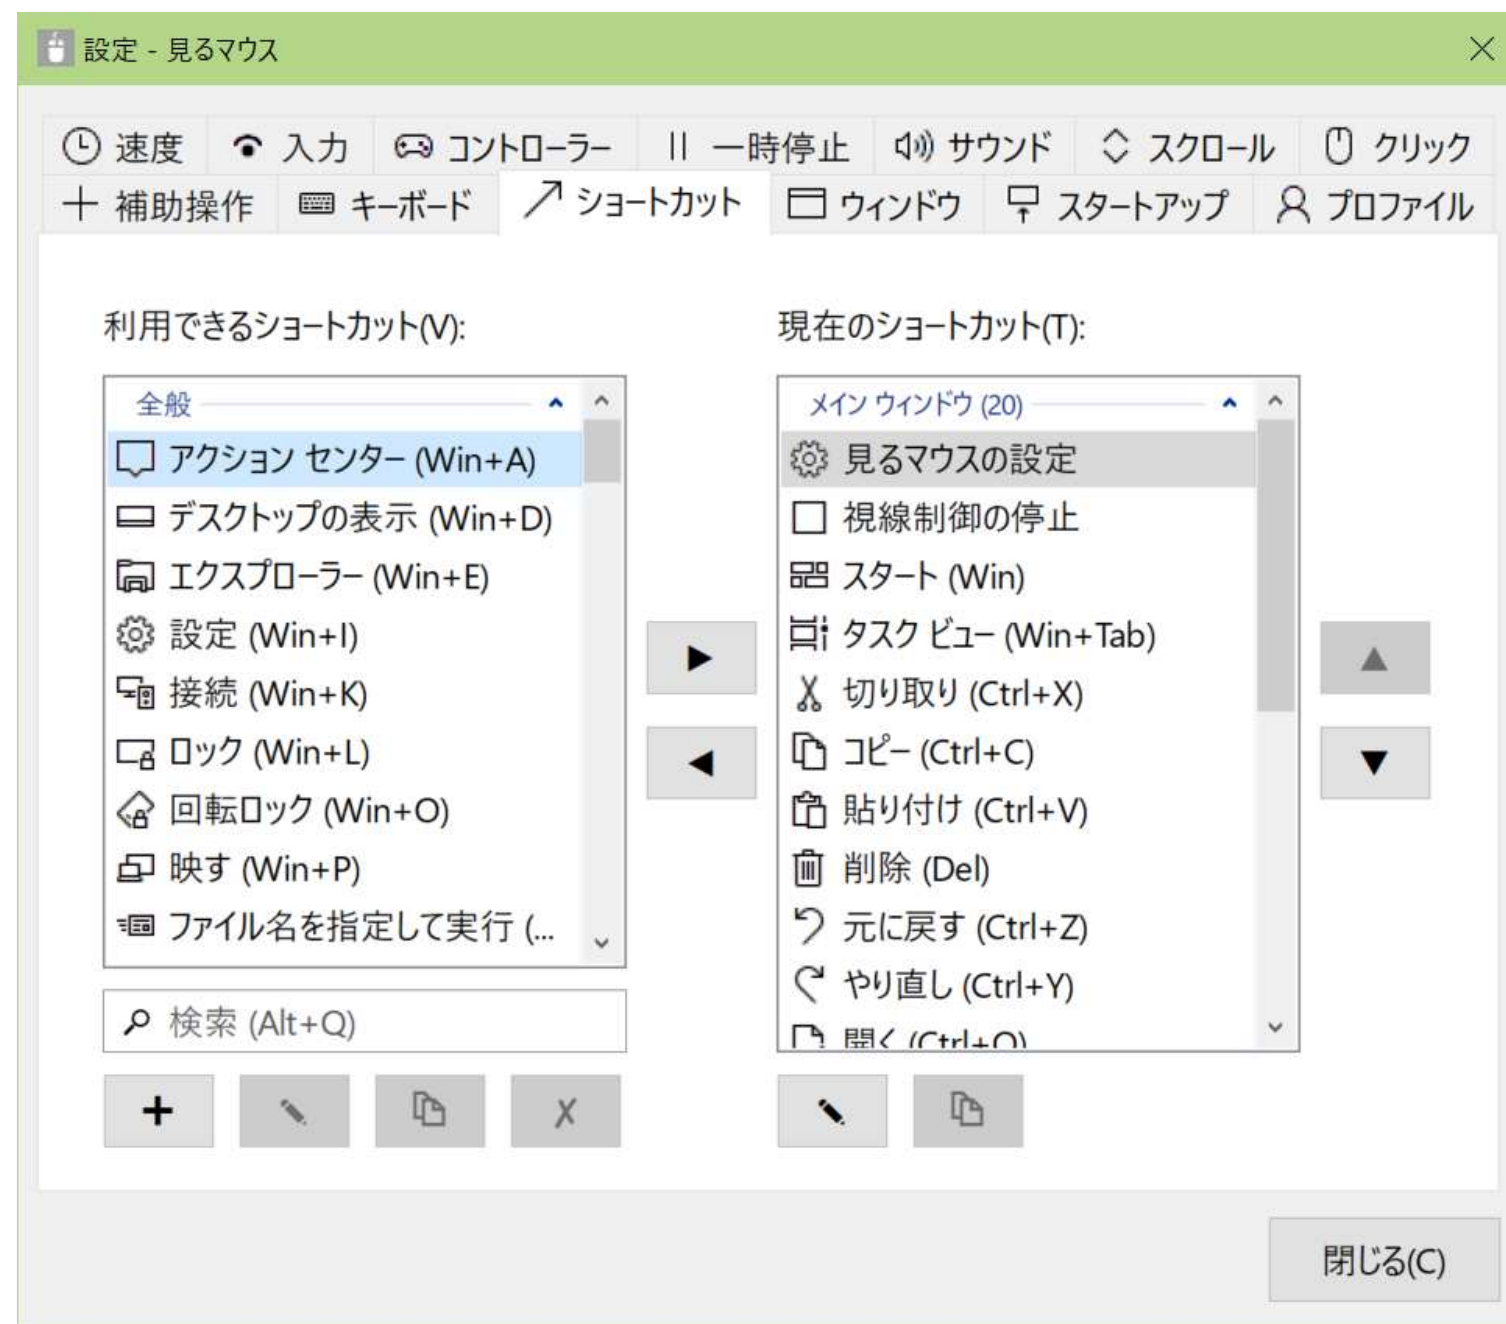 設定 - 見るマウス
速度 入力 コントローラー 一時停止 サウンド スクロール クリック
補助操作 キーボード ショートカット ウィンドウ スタートアップ プロファイル
利用できるショートカット(V):
全般
アクション センター (Win+A)
デスクトップの表示 (Win+D)
エクスプローラー (Win+E)
設定 (Win+I)
接続 (Win+K)
ロック (Win+L)
回転ロック (Win+O)
映す (Win+P)
ファイル名を指定して実行 (...
検索 (Alt+Q)
現在のショートカット(T):
メイン ウィンドウ (20)
見るマウスの設定
視線制御の停止
スタート (Win)
タスク ビュー (Win+Tab)
切り取り (Ctrl+X)
コピー (Ctrl+C)
貼り付け (Ctrl+V)
削除 (Del)
元に戻す (Ctrl+Z)
やり直し (Ctrl+Y)
開く (Ctrl+O)
閉じる(C)